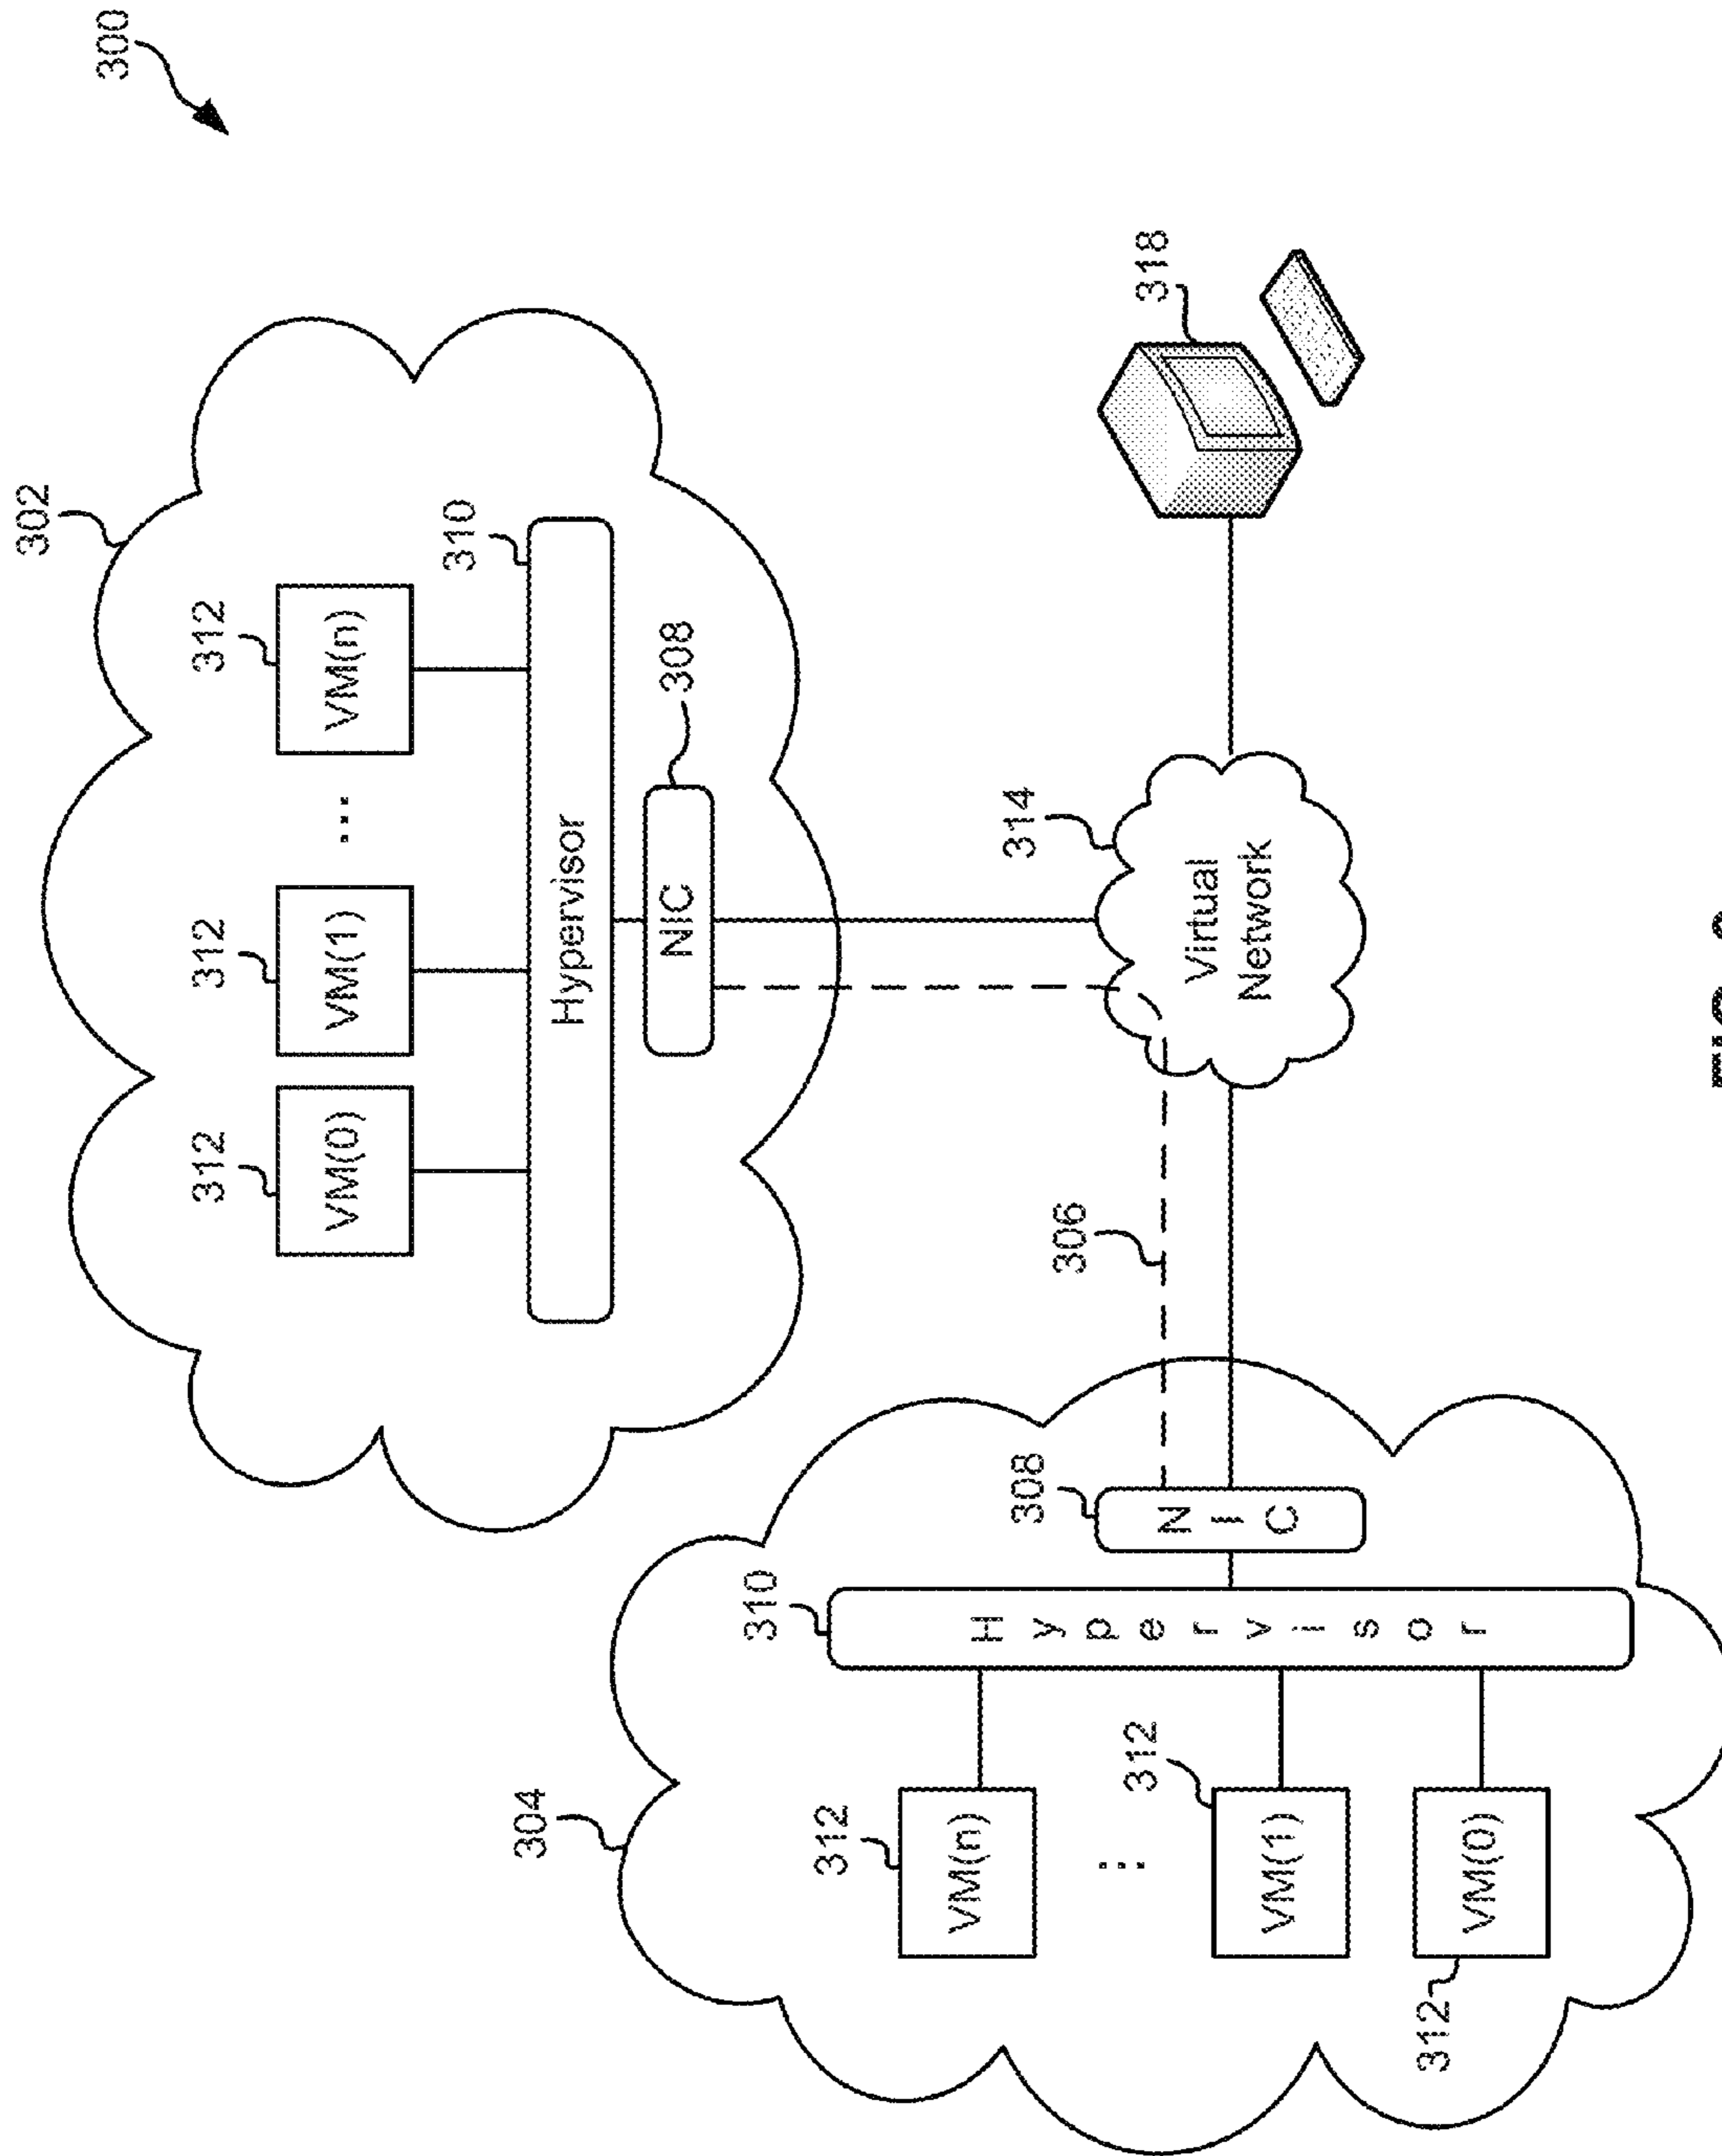 300
302
312
312
312
VM(0)
VM(1)
...
VM(n)
310
Hypervisor
308
NIC
304
310
308
312
VM(n)
...
312
VM(1)
312
VM(0)
Hypervisor
NIC
306
314
Virtual
Network
318